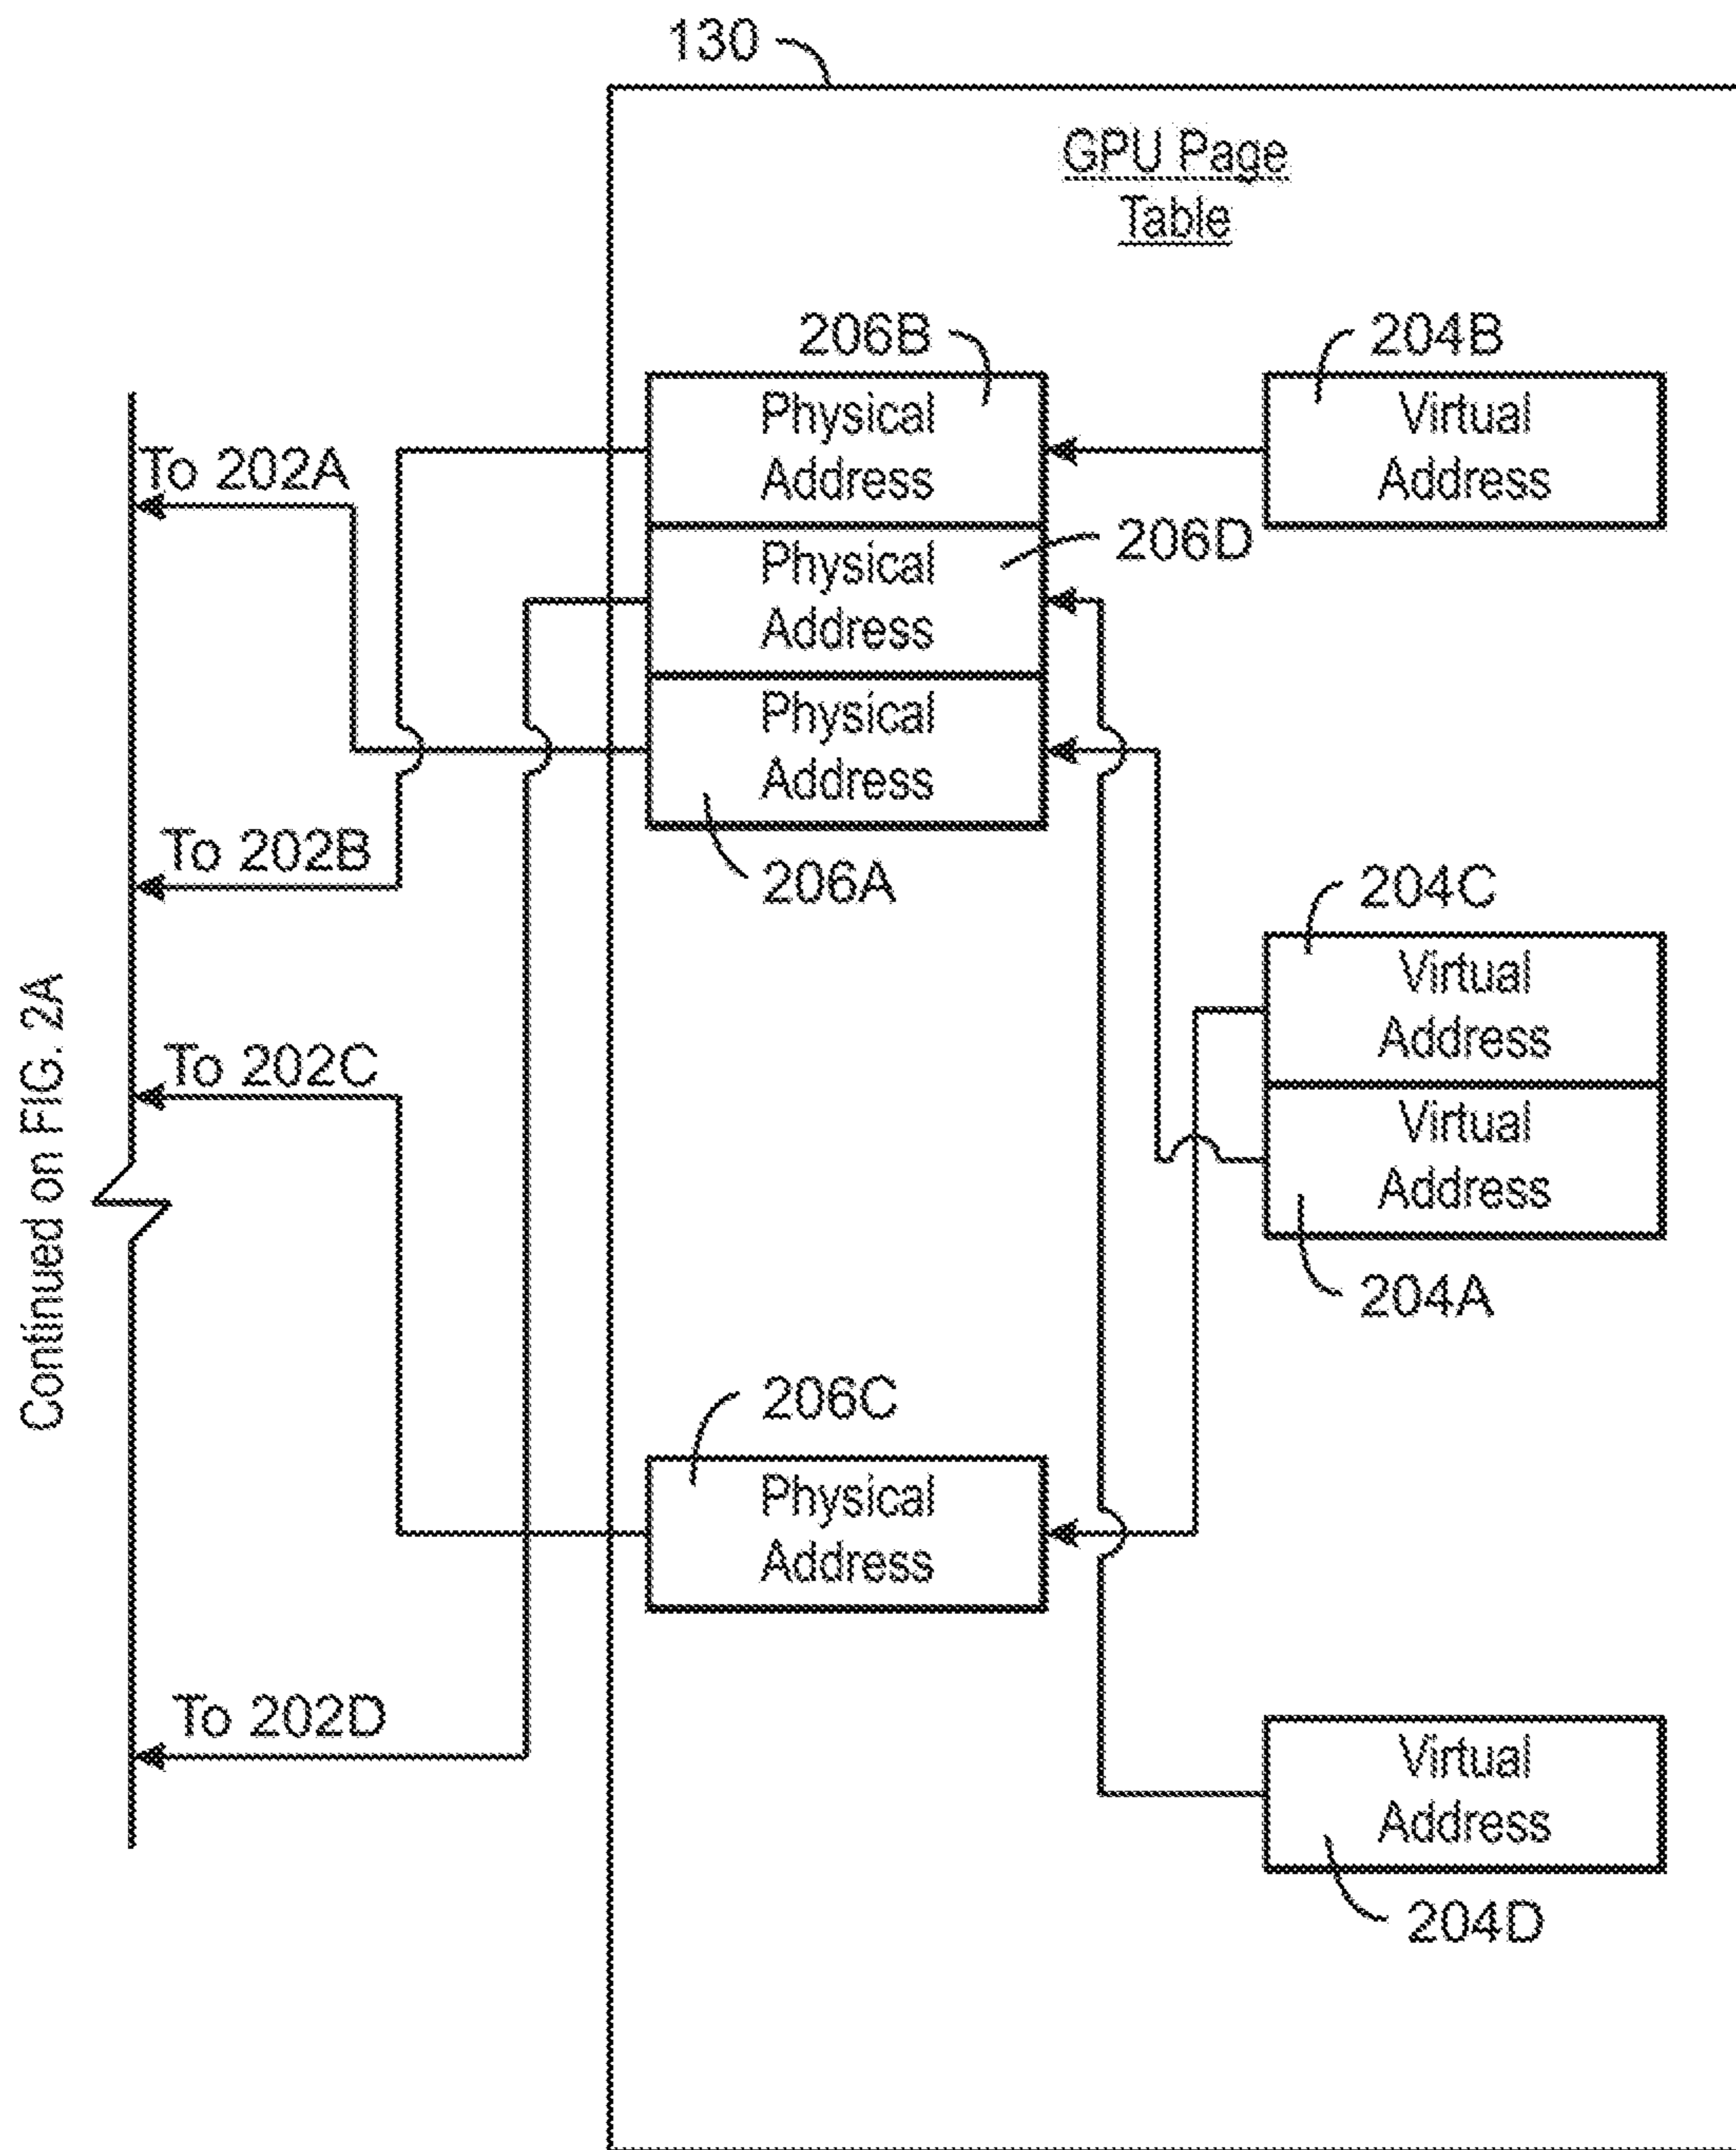 130
GPU Page
Table
206B
204B
Physical
Address
Virtual
Address
To 202A
206D
Physical
Address
Physical
Address
To 202B
206A
204C
Virtual
Address
Continued on FIG. 2A
To 202C
Virtual
Address
204A
206C
Physical
Address
To 202D
Virtual
Address
204D